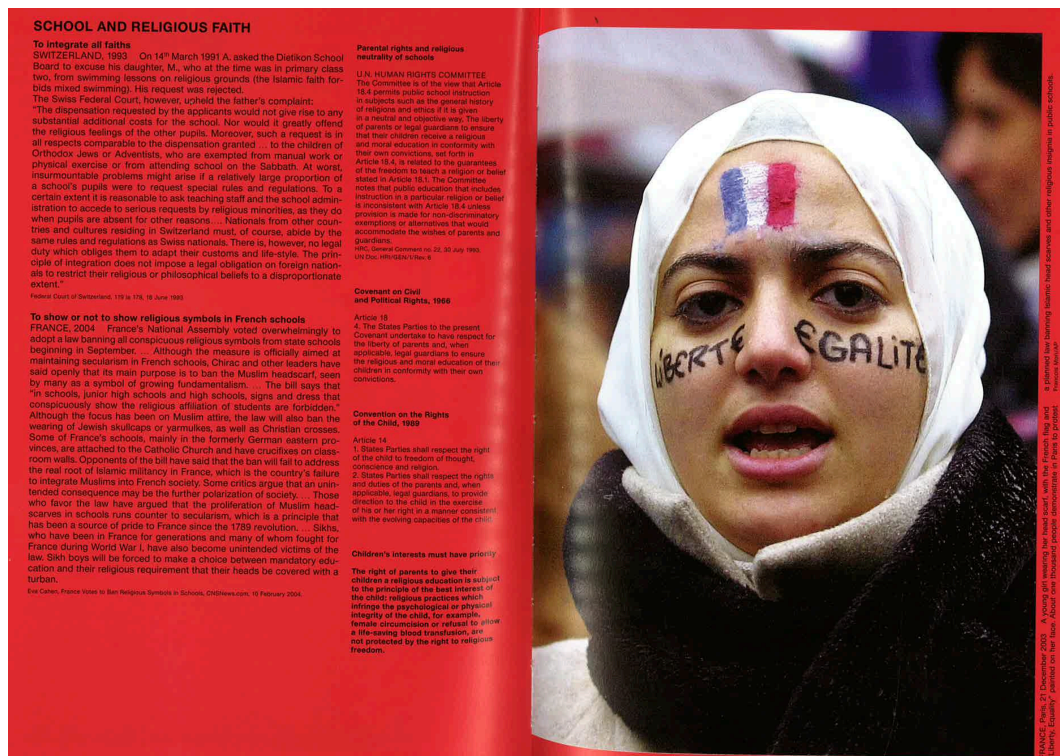 SCHOOL AND RELIGIOUS FAITH
To integrate all faiths
SWITZERLAND, 1993 On 14th March 1991 A. asked the Dietikon School
Board to excuse his daughter, M., who at the time was in primary class
two, from swimming lessons on religious grounds (the Islamic faith for-
bids mixed swimming). His request was rejected.
The Swiss Federal Court, however, upheld the father's complaint:
"The dispensation requested by the applicants would not give rise to any
substantial additional costs for the school. Nor would it greatly offend
the religious feelings of the other pupils. Moreover, such a request is in
all respects comparable to the dispensation granted ... to the children of
Orthodox Jews or Adventists, who are exempted from manual work or
physical exercise or from attending school on the Sabbath. At worst,
insurmountable problems might arise if a relatively large proportion of
a school's pupils were to request special rules and regulations. To a
certain extent it is reasonable to ask teaching staff and the school admin-
istration to accede to serious requests by religious minorities, as they do
when pupils are absent for other reasons.... Nationals from other coun-
tries and cultures residing in Switzerland must, of course, abide by the
same rules and regulations as Swiss nationals. There is, however, no legal
duty which obliges them to adapt their customs and life-style. The prin-
ciple of integration does not impose a legal obligation on foreign nation-
als to restrict their religious or philosophical beliefs to a disproportionate
extent."
Federal Court of Switzerland, 119 Ia 178, 18 June 1993.
To show or not to show religious symbols in French schools
FRANCE, 2004 France's National Assembly voted overwhelmingly to
adopt a law banning all conspicuous religious symbols from state schools
beginning in September. ... Although the measure is officially aimed at
maintaining secularism in French schools, Chirac and other leaders have
said openly that its main purpose is to ban the Muslim headscarf, seen
by many as a symbol of growing fundamentalism. ... The bill says that
"in schools, junior high schools and high schools, signs and dress that
conspicuously show the religious affiliation of students are forbidden."
Although the focus has been on Muslim attire, the law will also ban the
wearing of Jewish skullcaps or yarmulkes, as well as Christian crosses.
Some of France's schools, mainly in the formerly German eastern pro-
vinces, are attached to the Catholic Church and have crucifixes on class-
room walls. Opponents of the bill have said that the ban will fail to address
the real root of Islamic militancy in France, which is the country's failure
to integrate Muslims into French society. Some critics argue that an unin-
tended consequence may be the further polarization of society. ... Those
who favor the law have argued that the proliferation of Muslim head-
scarves in schools runs counter to secularism, which is a principle that
has been a source of pride to France since the 1789 revolution. ... Sikhs,
who have been in France for generations and many of whom fought for
France during World War I, have also become unintended victims of the
law. Sikh boys will be forced to make a choice between mandatory edu-
cation and their religious requirement that their heads be covered with a
turban.
Eva Cahen, France Votes to Ban Religious Symbols in Schools, CNSNews.com, 10 February 2004.
Parental rights and religious
neutrality of schools
U.N. HUMAN RIGHTS COMMITTEE
The Committee is of the view that Article
18.4 permits public school instruction
in subjects such as the general history
of religions and ethics if it is given
in a neutral and objective way. The liberty
of parents or legal guardians to ensure
that their children receive a religious
and moral education in conformity with
their own convictions, set forth in
Article 18.4, is related to the guarantees
of the freedom to teach a religion or belief
stated in Article 18.1. The Committee
notes that public education that includes
instruction in a particular religion or belief
is inconsistent with Article 18.4 unless
provision is made for non-discriminatory
exemptions or alternatives that would
accommodate the wishes of parents and
guardians.
HRC, General Comment no. 22, 30 July 1993.
UN Doc. HRI/GEN/1/Rev. 6
Covenant on Civil
and Political Rights, 1966
Article 18
4. The States Parties to the present
Covenant undertake to have respect for
the liberty of parents and, when
applicable, legal guardians to ensure
the religious and moral education of their
children in conformity with their own
convictions.
Convention on the Rights
of the Child, 1989
Article 14
1. States Parties shall respect the right
of the child to freedom of thought,
conscience and religion.
2. States Parties shall respect the rights
and duties of the parents and, when
applicable, legal guardians, to provide
direction to the child in the exercise
of his or her right in a manner consistent
with the evolving capacities of the child.
Children's interests must have priority
The right of parents to give their
children a religious education is subject
to the principle of the best interest of
the child: religious practices which
infringe the psychological or physical
integrity of the child, for example,
female circumcision or refusal to allow
a life-saving blood transfusion, are
not protected by the right to religious
freedom.
LIBERTE EGALITE
FRANCE, Paris, 21 December 2003 A young girl wearing her head scarf, with the French flag and
"Liberty, Equality" painted on her face. About one thousand people demonstrate in Paris to protest
a planned law banning Islamic head scarves and other religious insignia in public schools.